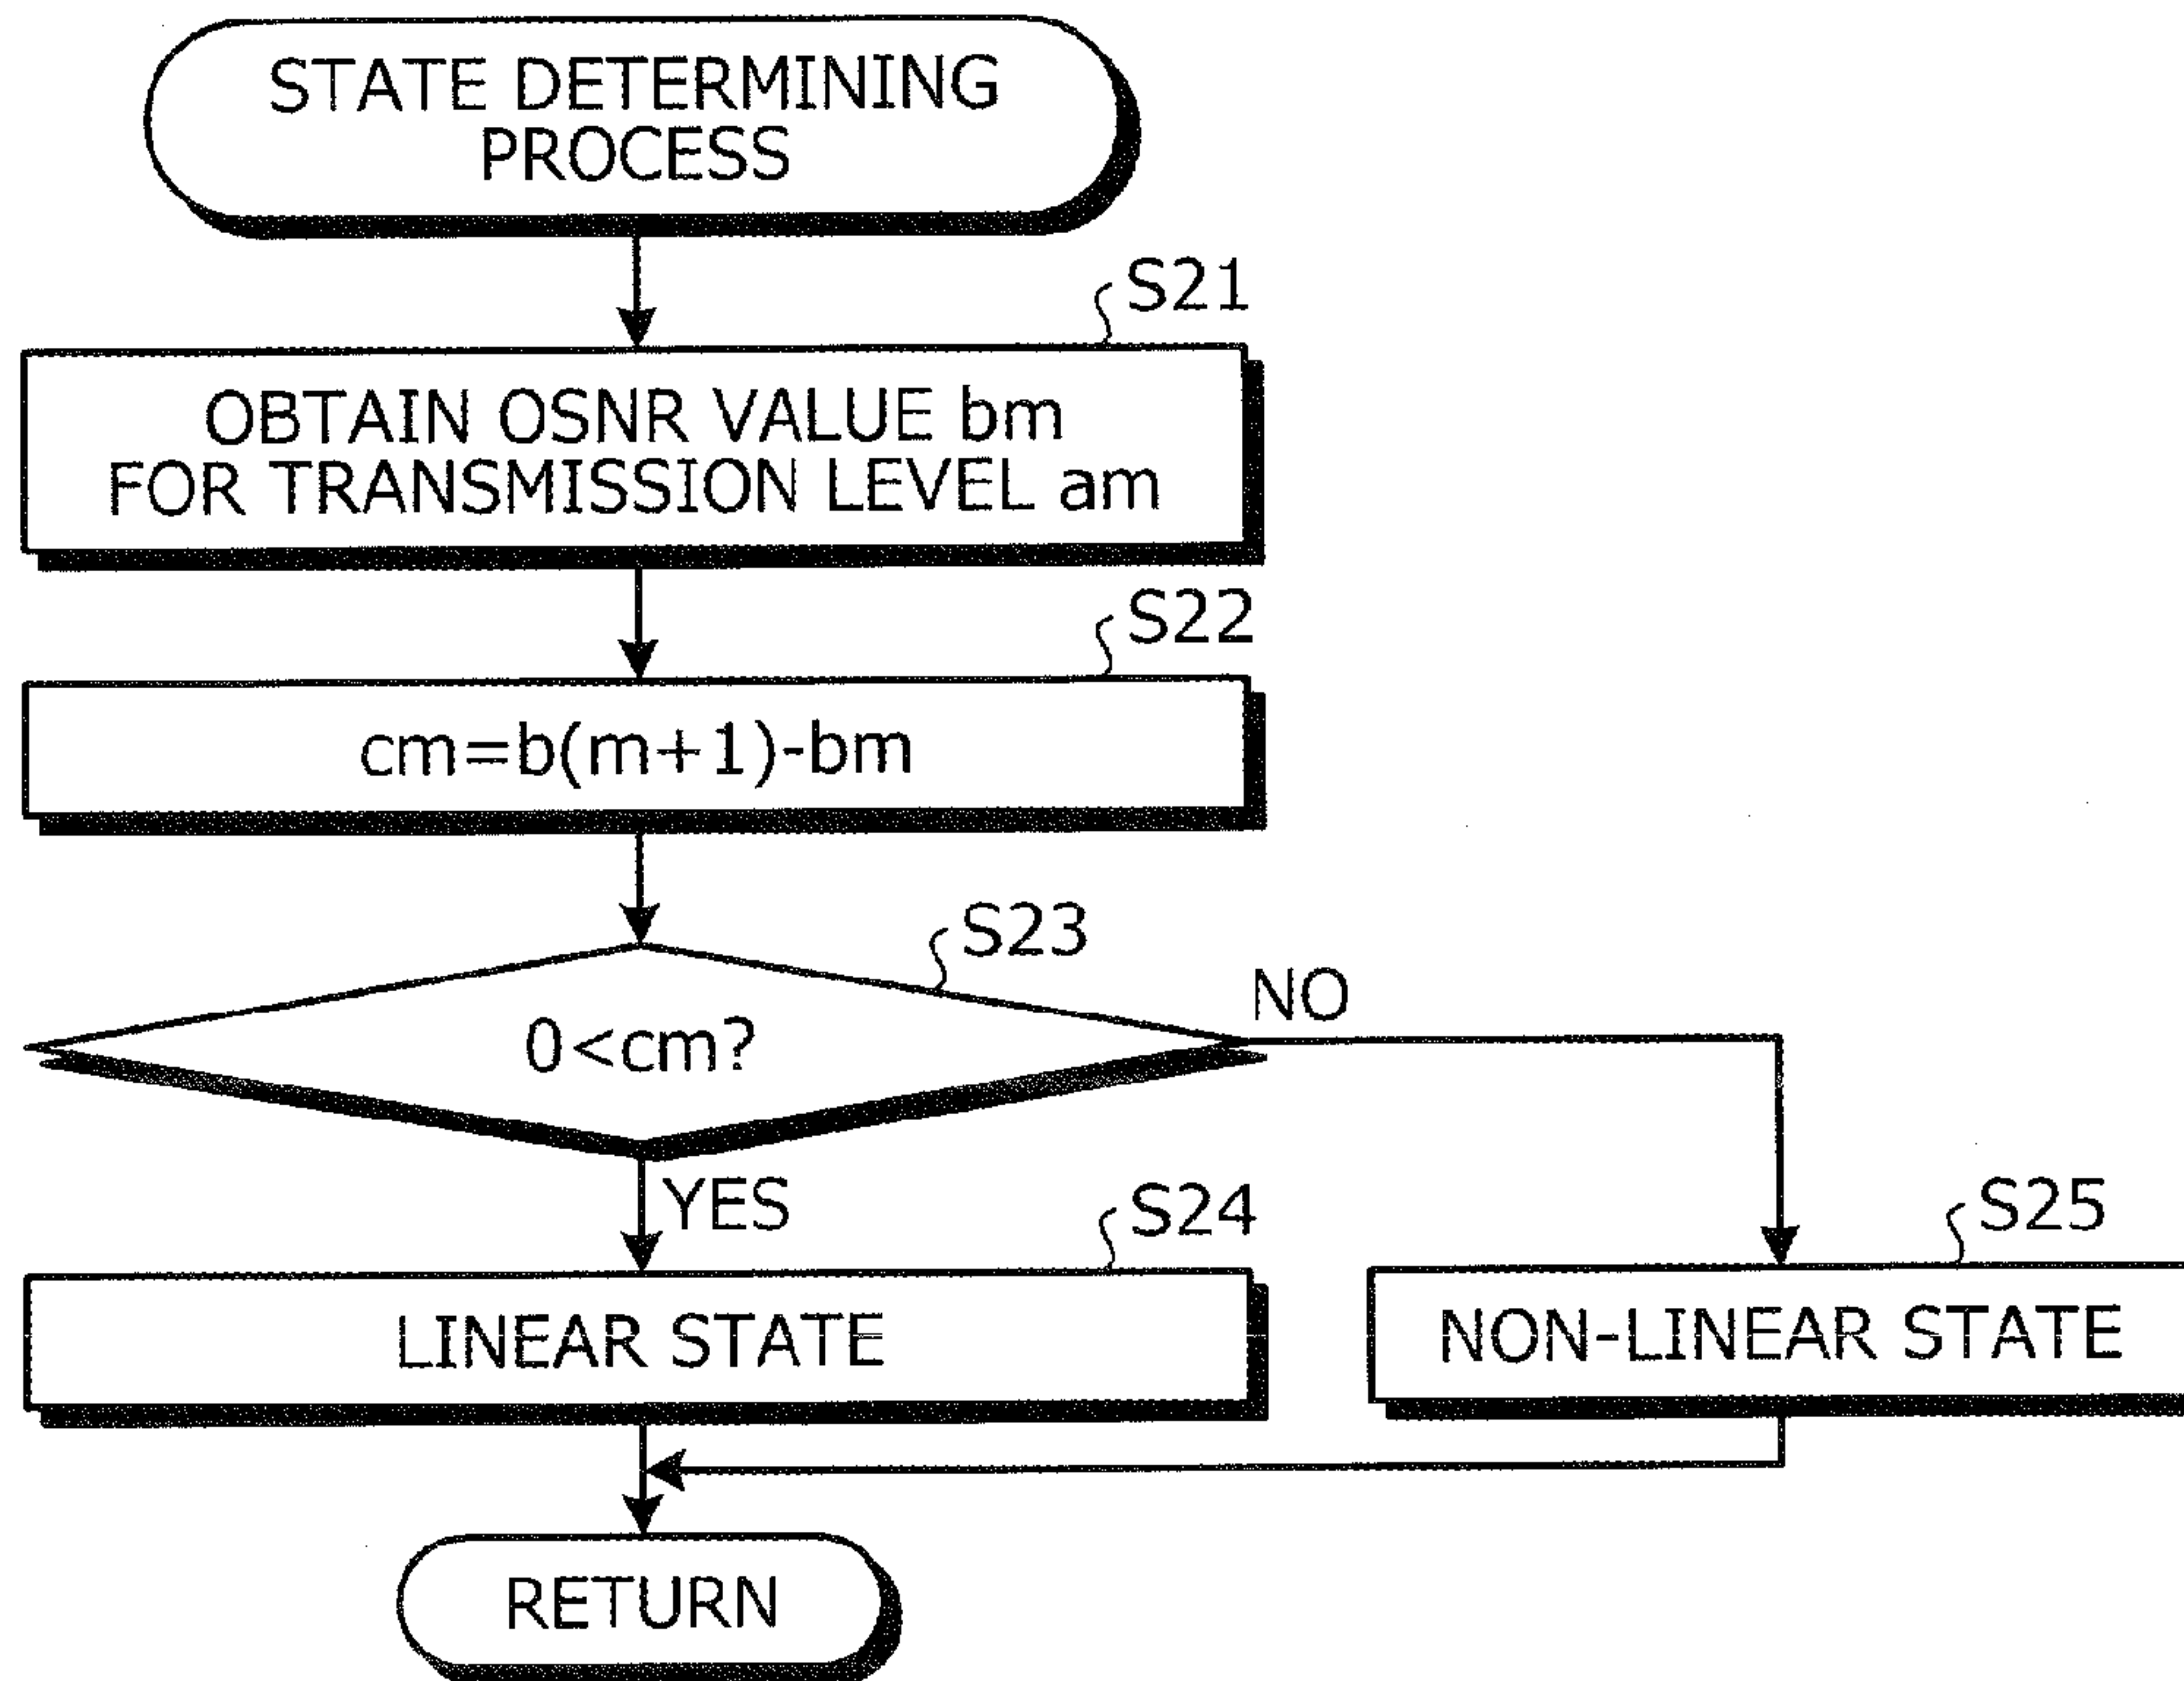 STATE DETERMINING
PROCESS
S21
OBTAIN OSNR VALUE bm
FOR TRANSMISSION LEVEL am
S22
cm=b(m+1)-bm
S23
0<cm?
NO
YES
S24
LINEAR STATE
S25
NON-LINEAR STATE
RETURN